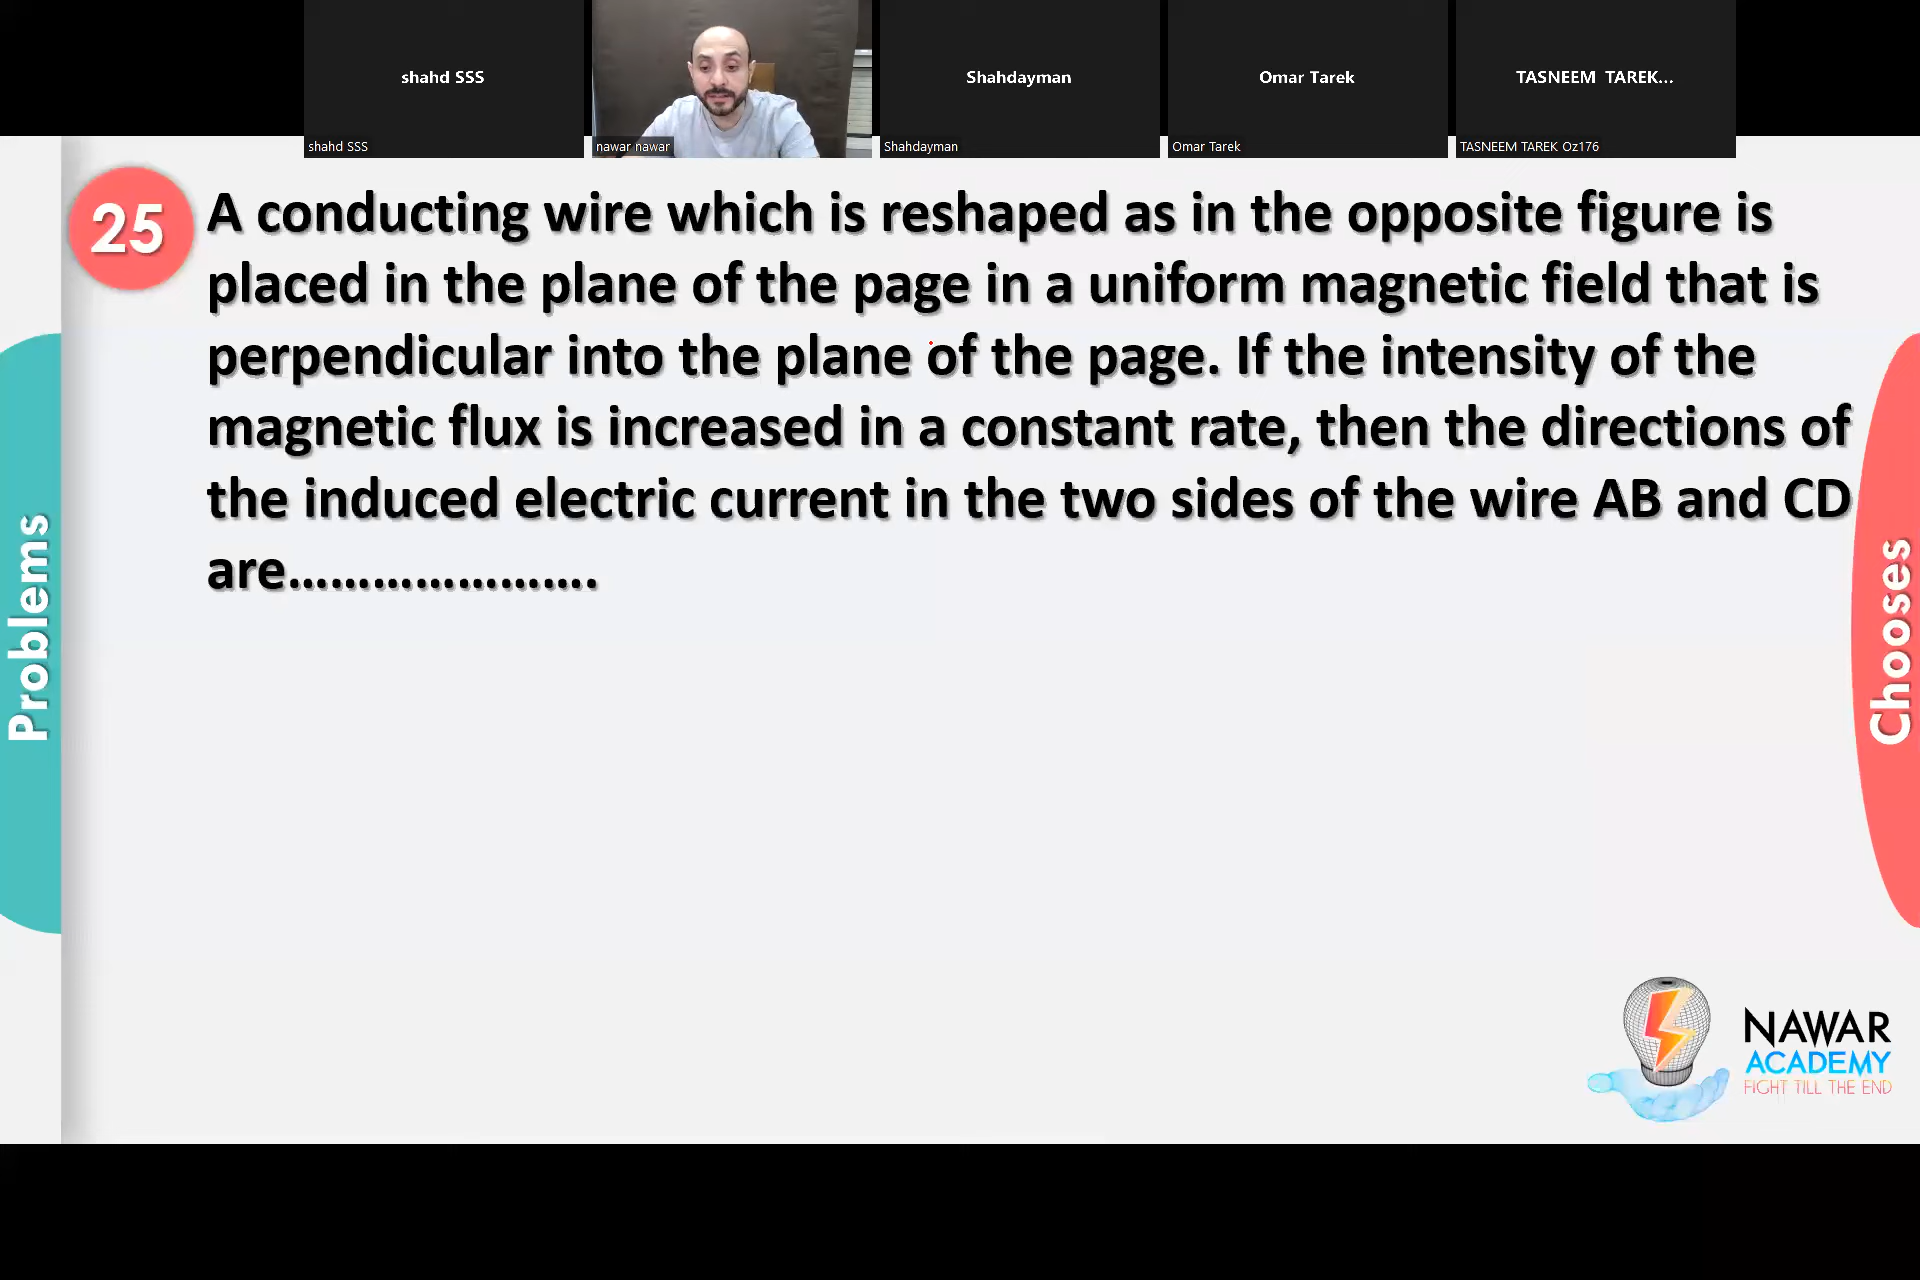 shahd SSS
Shahdayman
Omar Tarek
TASNEEM TAREK...
shahd SSS
nawar nawar
Shahdayman
Omar Tarek
TASNEEM TAREK Oz176
25
A conducting wire which is reshaped as in the opposite figure is
placed in the plane of the page in a uniform magnetic field that is
perpendicular into the plane of the page. If the intensity of the
magnetic flux is increased in a constant rate, then the directions of
the induced electric current in the two sides of the wire AB and CD
are......................
Problems
Chooses
NAWAR
ACADEMY
FIGHT TILL THE END